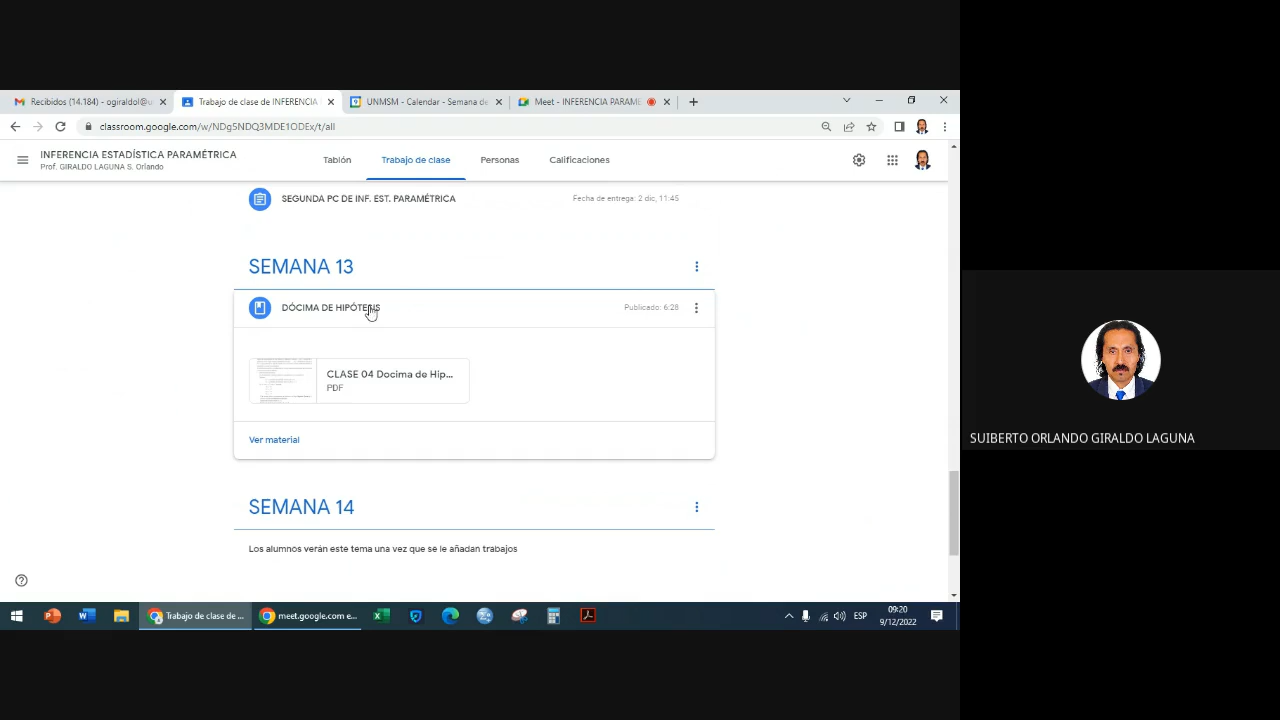 Recibidos (14.184) - ogiraldol@u
Trabajo de clase de INFERENCIA
UNMSM - Calendar - Semana de
Meet - INFERENCIA PARAME
classroom.google.com/w/NDg5NDQ3MDE1ODEx/t/all
INFERENCIA ESTADÍSTICA PARAMÉTRICA
Prof. GIRALDO LAGUNA S. Orlando
Tablón
Trabajo de clase
Personas
Calificaciones
SEGUNDA PC DE INF. EST. PARAMÉTRICA
Fecha de entrega: 2 dic, 11:45
SEMANA 13
DÓCIMA DE HIPÓTESIS
Publicado: 6:28
CLASE 04 Docima de Hip...
PDF
Ver material
SEMANA 14
Los alumnos verán este tema una vez que se le añadan trabajos
SUIBERTO ORLANDO GIRALDO LAGUNA
Trabajo de clase de ...
meet.google.com e...
ESP
09:20
9/12/2022